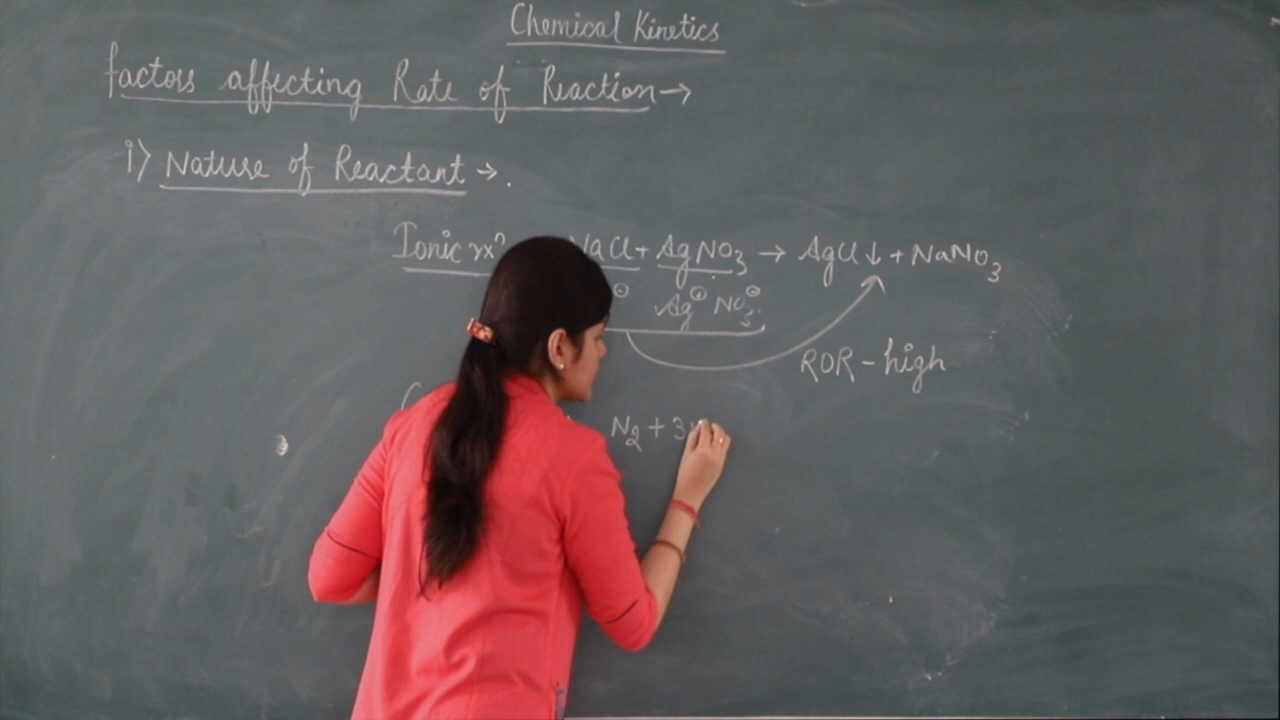 Chemical Kinetics
factors affecting Rate of Reaction→
i) Nature of Reactant →.
Ionic rxⁿ NaCl + AgNO₃ → AgCl↓ + NaNO₃
⊖ Ag⊕ NO₃⊖
ROR - high
N₂ + 3